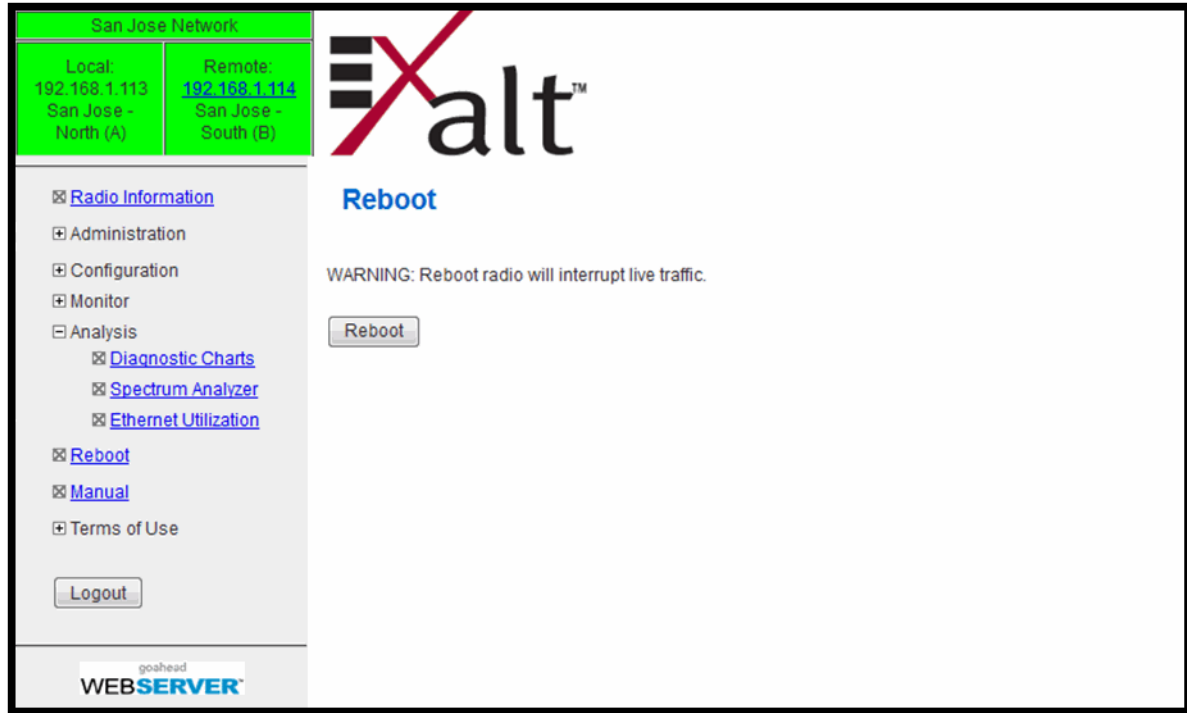 San Jose Network
Local:
192.168.1.113
San Jose -
North (A)
Remote:
192.168.1.114
San Jose -
South (B)
EXalt™
Radio Information
Administration
Configuration
Monitor
Analysis
Diagnostic Charts
Spectrum Analyzer
Ethernet Utilization
Reboot
Manual
Terms of Use
Logout
goahead
WEBSERVER™
Reboot
WARNING: Reboot radio will interrupt live traffic.
Reboot